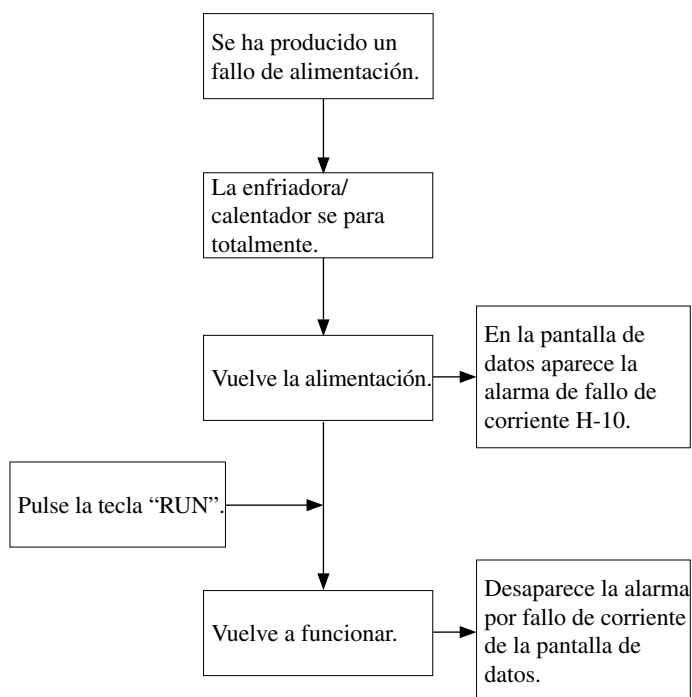 Se ha producido un
fallo de alimentación.
La enfriadora/
calentador se para
totalmente.
Vuelve la alimentación.
En la pantalla de
datos aparece la
alarma de fallo de
corriente H-10.
Pulse la tecla “RUN”.
Vuelve a funcionar.
Desaparece la alarma
por fallo de corriente
de la pantalla de
datos.